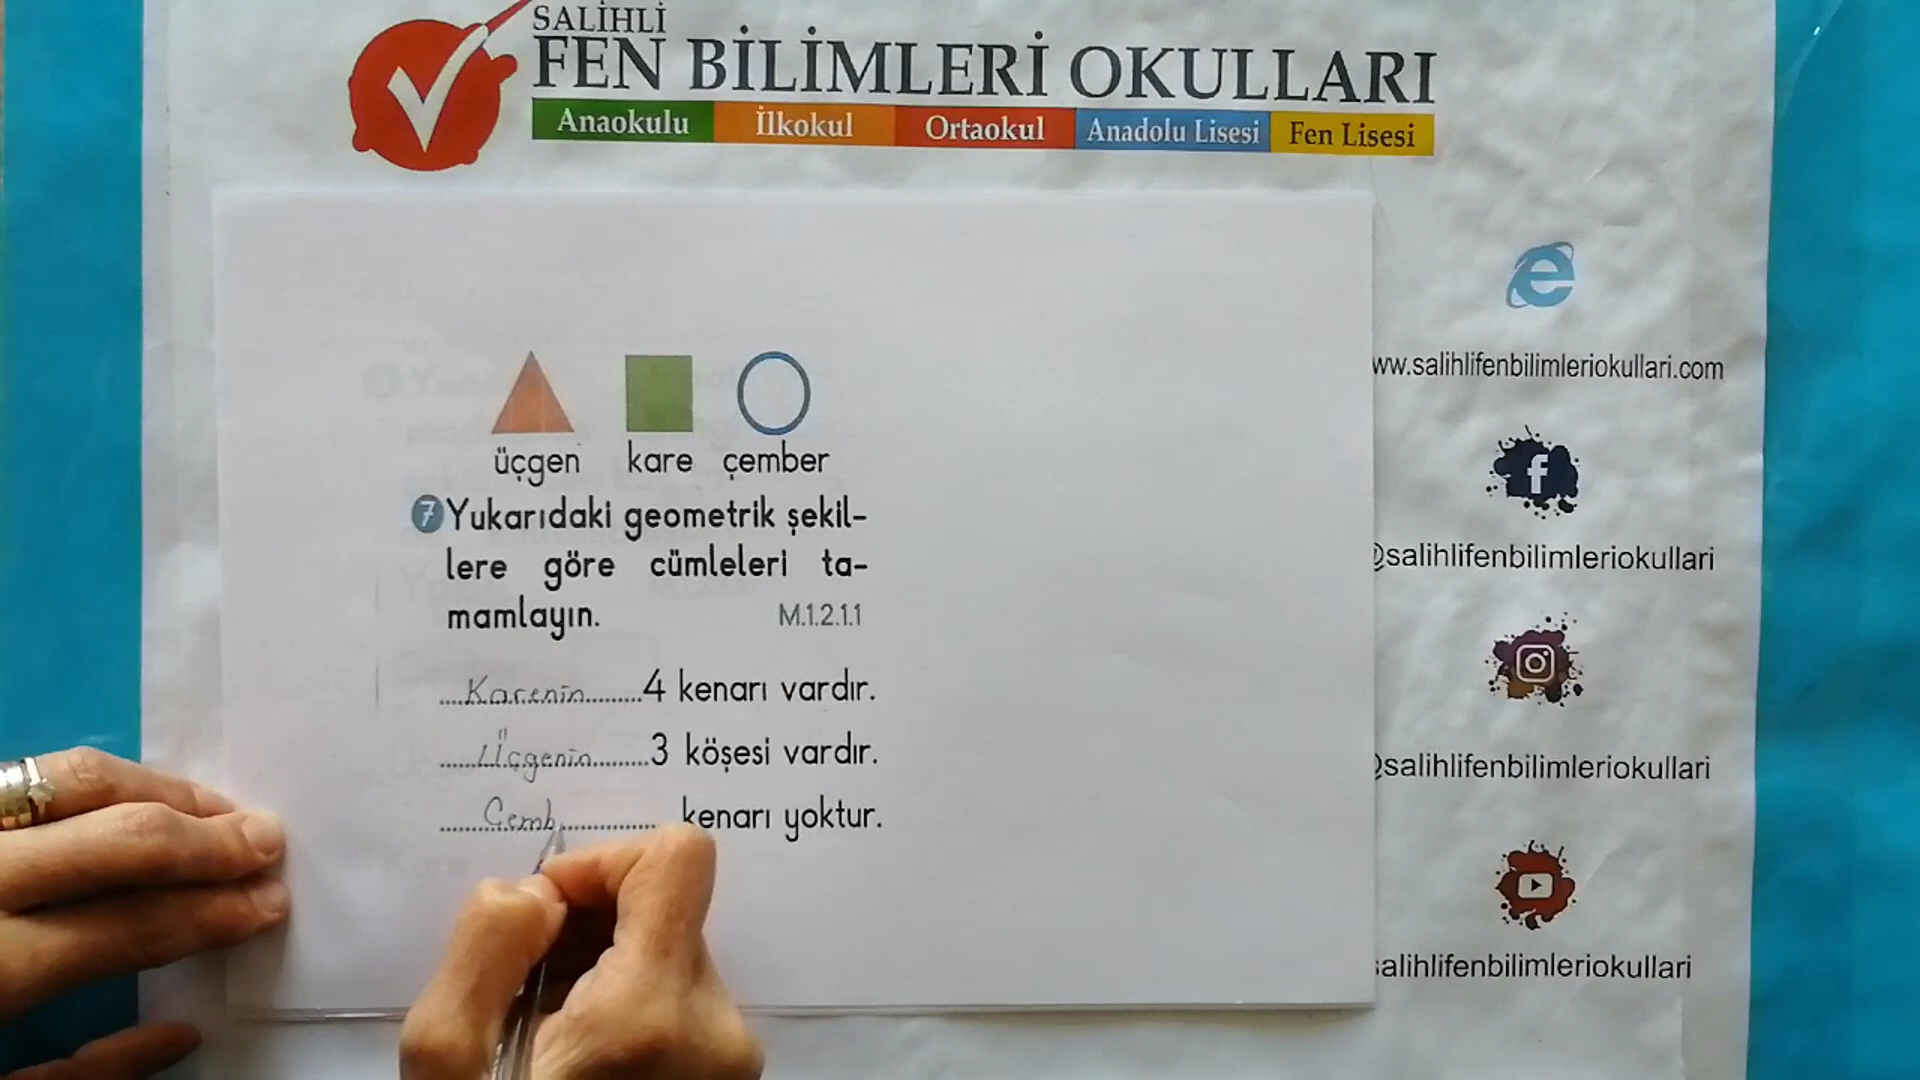 SALİHLİ
FEN BİLİMLERİ OKULLARI
Anaokulu İlkokul Ortaokul Anadolu Lisesi Fen Lisesi
üçgen kare çember
7 Yukarıdaki geometrik şekil-
lere göre cümleleri ta-
mamlayın. M.1.2.1.1
Karenin 4 kenarı vardır.
Üçgenin 3 köşesi vardır.
Çemb kenarı yoktur.
ww.salihlifenbilimleriokullari.com
@salihlifenbilimleriokullari
@salihlifenbilimleriokullari
salihlifenbilimleriokullari